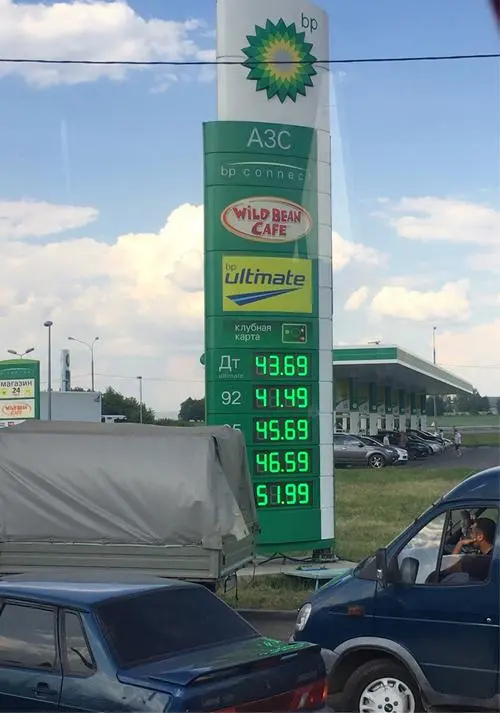 bp
АЗС
bp connect
WiLD BEAN
CAFE
bp
ultimate
клубная
карта
Дт 43.69
ultimate
92 41.49
95 45.69
46.59
51.99
магазин
24